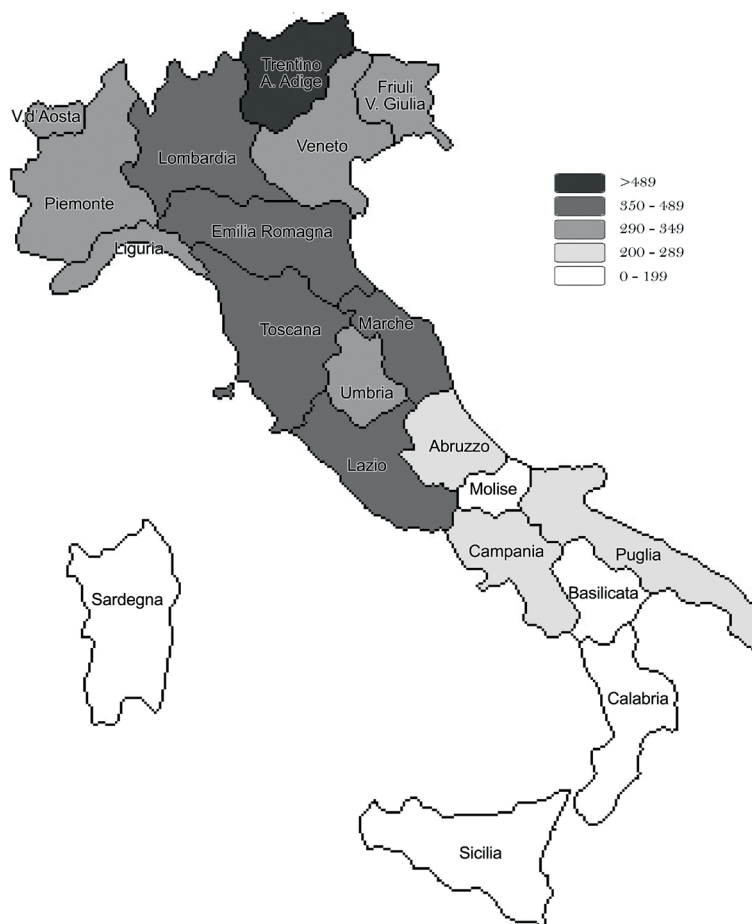 Trentino
A. Adige
Friuli
V. Giulia
V.d'Aosta
Veneto
Lombardia
Piemonte
Emilia Romagna
Liguria
Toscana
Marche
Umbria
Abruzzo
Lazio
Molise
Campania
Puglia
Basilicata
Sardegna
Calabria
Sicilia
>489
350 - 489
290 - 349
200 - 289
0 - 199